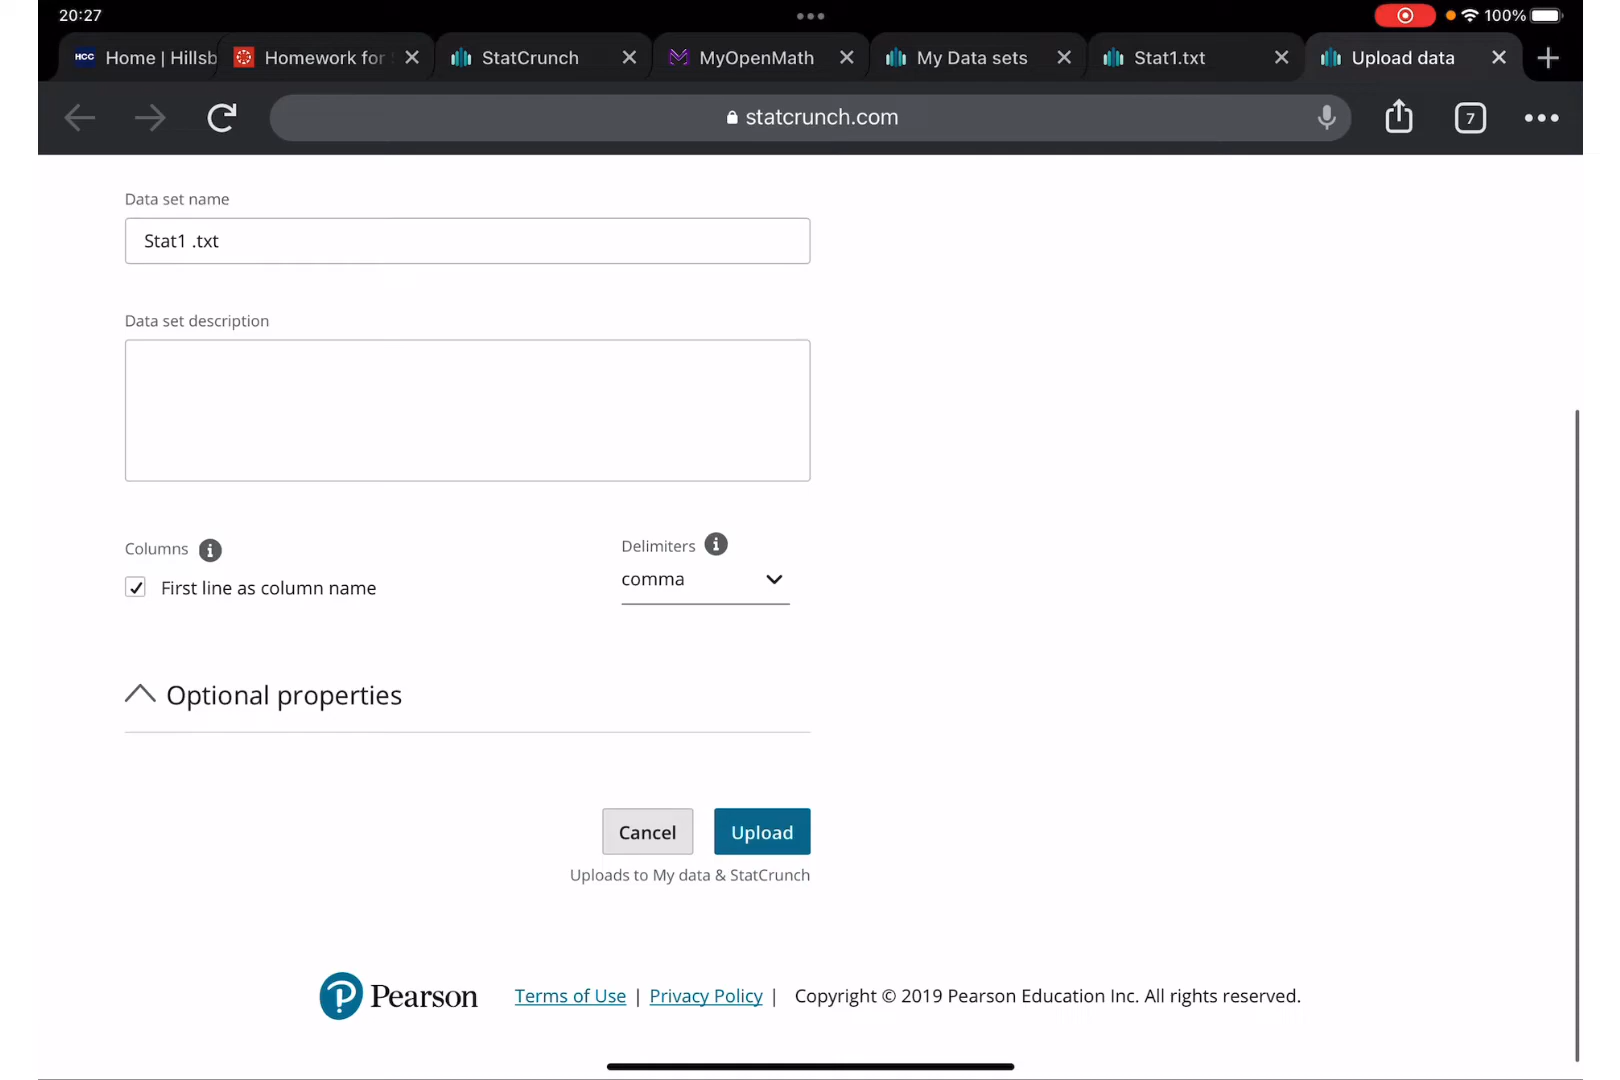 20:27
100%
HCC Home | Hillsb
Homework for
StatCrunch
MyOpenMath
My Data sets
Stat1.txt
Upload data
statcrunch.com
7
Data set name
Stat1 .txt
Data set description
Columns
Delimiters
First line as column name
comma
Optional properties
Cancel
Upload
Uploads to My data & StatCrunch
Pearson
Terms of Use | Privacy Policy | Copyright © 2019 Pearson Education Inc. All rights reserved.